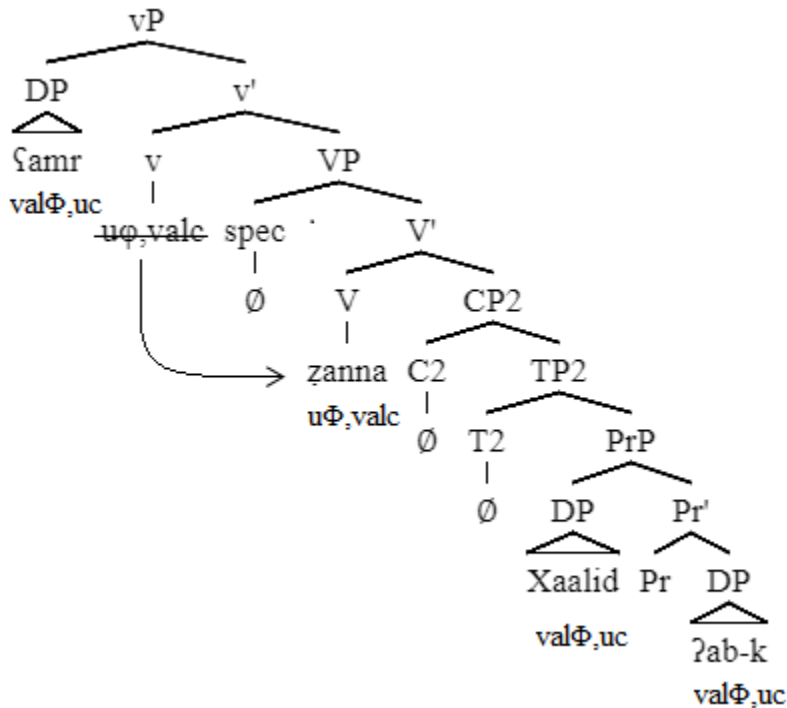 vP
DP v'
ʕamr v VP
valΦ,uc
uφ,valc spec V'
Ø V CP2
ẓanna C2 TP2
uΦ,valc
Ø T2 PrP
Ø DP Pr'
Xaalid Pr DP
valΦ,uc
ʔab-k
valΦ,uc